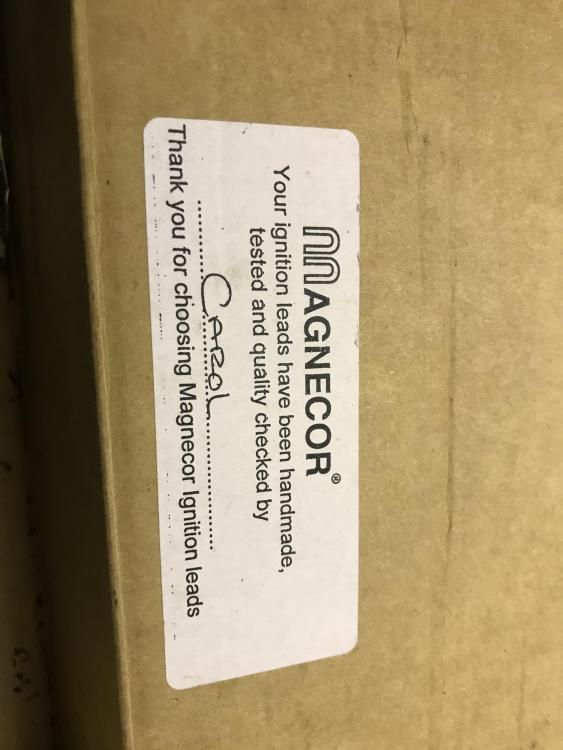 MAGNECOR®
Your ignition leads have been handmade,
tested and quality checked by
CAROL
Thank you for choosing Magnecor Ignition leads